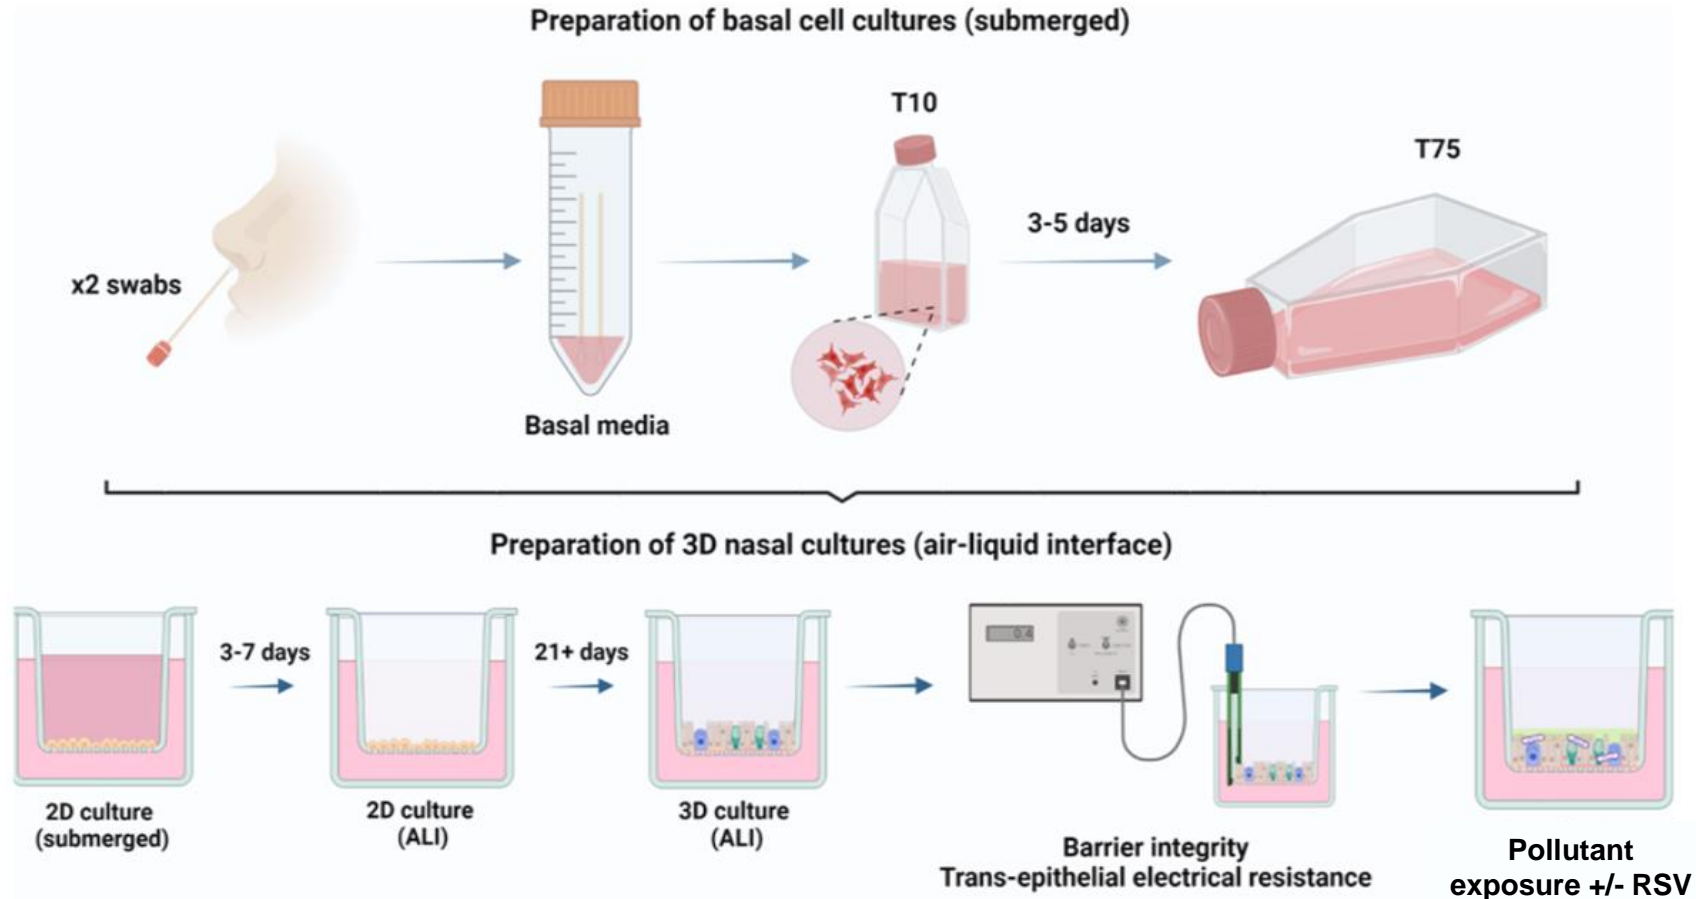 Preparation of basal cell cultures (submerged)
T10
T75
3-5 days
x2 swabs
Basal media
Preparation of 3D nasal cultures (air-liquid interface)
3-7 days
21+ days
0.4
2D culture
(submerged)
2D culture
(ALI)
3D culture
(ALI)
Barrier integrity
Trans-epithelial electrical resistance
Pollutant
exposure +/- RSV